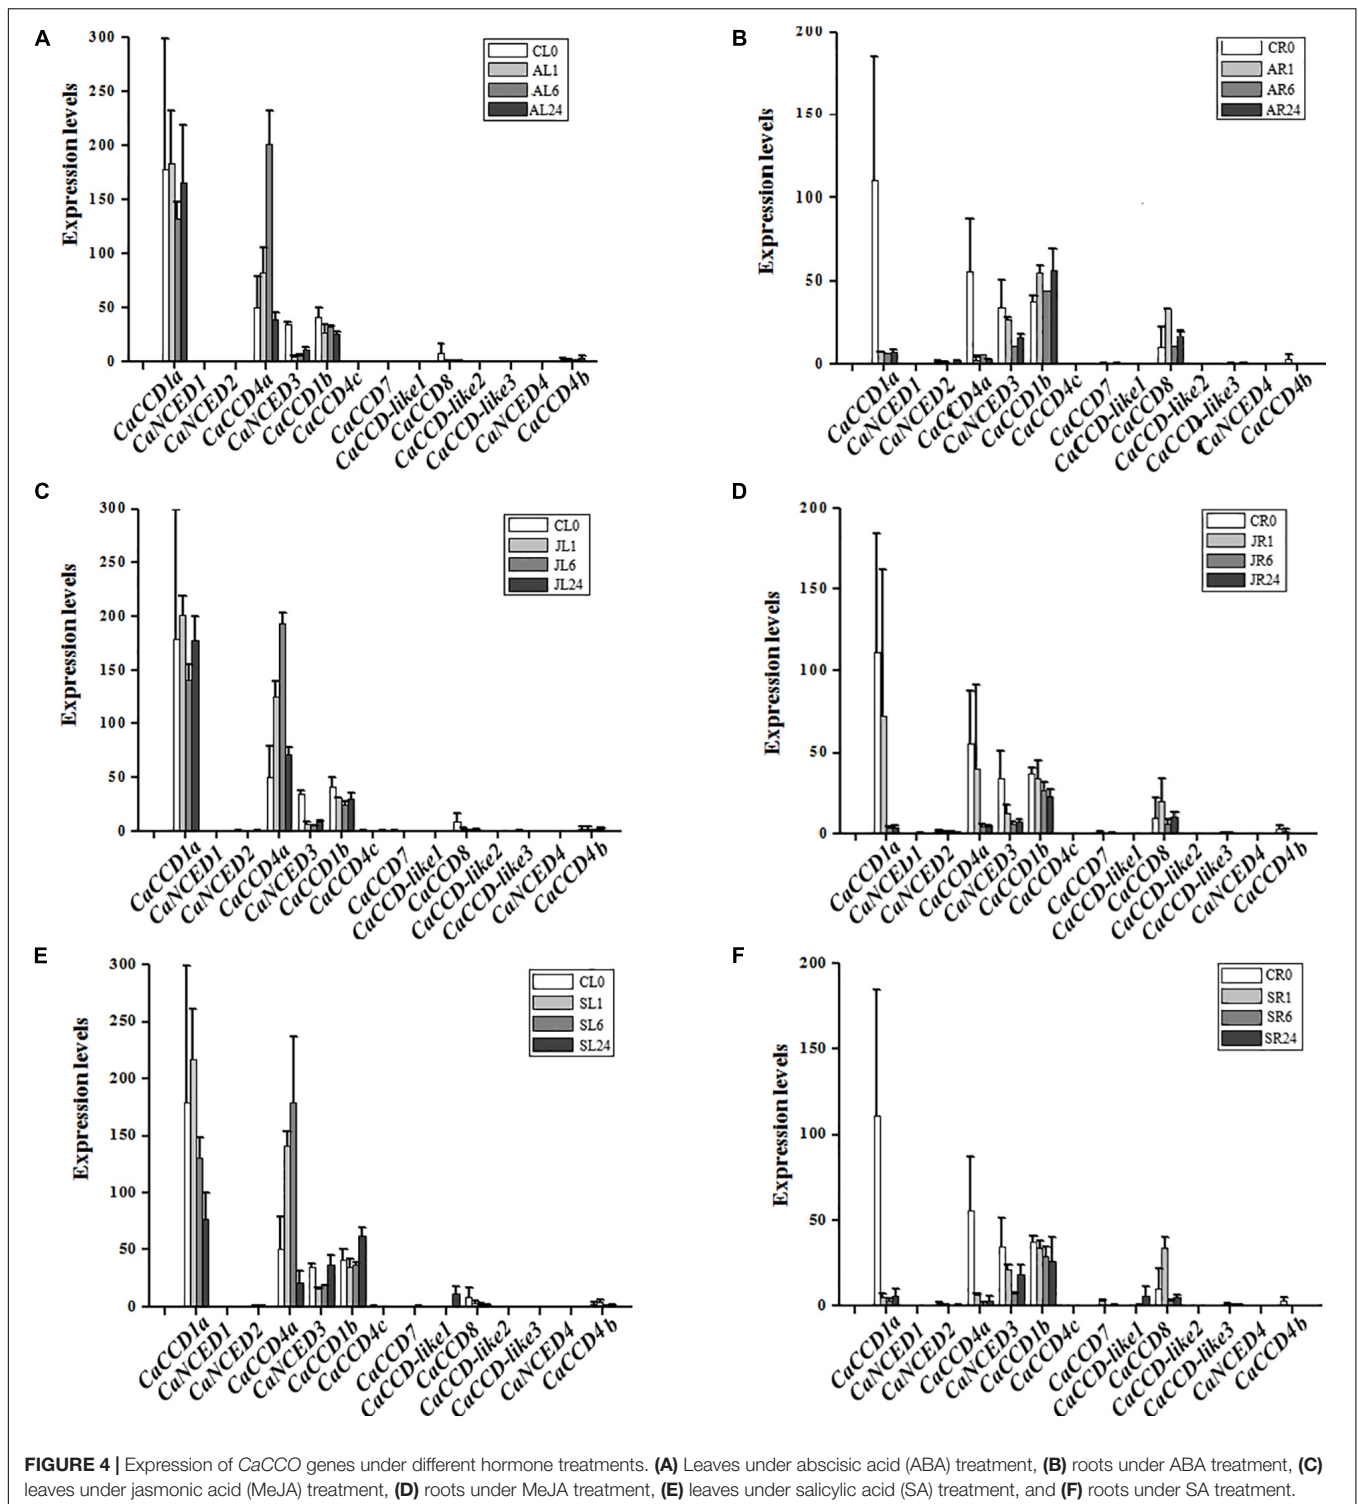 A
300
250
200
150
100
50
0
Expression levels
CL0
AL1
AL6
AL24
CaCCD1a
CaNCED1
CaNCED2
CaCCD4a
CaNCED3
CaCCD1b
CaCCD4c
CaCCD7
CaCCD-like1
CaCCD8
CaCCD-like2
CaCCD-like3
CaNCED4
CaCCD4b
B
200
150
100
50
0
Expression levels
CR0
AR1
AR6
AR24
CaCCD1a
CaNCED1
CaNCED2
CaCCD4a
CaNCED3
CaCCD1b
CaCCD4c
CaCCD7
CaCCD-like1
CaCCD8
CaCCD-like2
CaCCD-like3
CaNCED4
CaCCD4b
C
300
250
200
150
100
50
0
Expression levels
CL0
JL1
JL6
JL24
CaCCD1a
CaNCED1
CaNCED2
CaCCD4a
CaNCED3
CaCCD1b
CaCCD4c
CaCCD7
CaCCD-like1
CaCCD8
CaCCD-like2
CaCCD-like3
CaNCED4
CaCCD4b
D
200
150
100
50
0
Expression levels
CR0
JR1
JR6
JR24
CaCCD1a
CaNCED1
CaNCED2
CaCCD4a
CaNCED3
CaCCD1b
CaCCD4c
CaCCD7
CaCCD-like1
CaCCD8
CaCCD-like2
CaCCD-like3
CaNCED4
CaCCD4b
E
300
250
200
150
100
50
0
Expression levels
CL0
SL1
SL6
SL24
CaCCD1a
CaNCED1
CaNCED2
CaCCD4a
CaNCED3
CaCCD1b
CaCCD4c
CaCCD7
CaCCD-like1
CaCCD8
CaCCD-like2
CaCCD-like3
CaNCED4
CaCCD4b
F
200
150
100
50
0
Expression levels
CR0
SR1
SR6
SR24
CaCCD1a
CaNCED1
CaNCED2
CaCCD4a
CaNCED3
CaCCD1b
CaCCD4c
CaCCD7
CaCCD-like1
CaCCD8
CaCCD-like2
CaCCD-like3
CaNCED4
CaCCD4b
FIGURE 4 | Expression of CaCCO genes under different hormone treatments. (A) Leaves under abscisic acid (ABA) treatment, (B) roots under ABA treatment, (C)
leaves under jasmonic acid (MeJA) treatment, (D) roots under MeJA treatment, (E) leaves under salicylic acid (SA) treatment, and (F) roots under SA treatment.